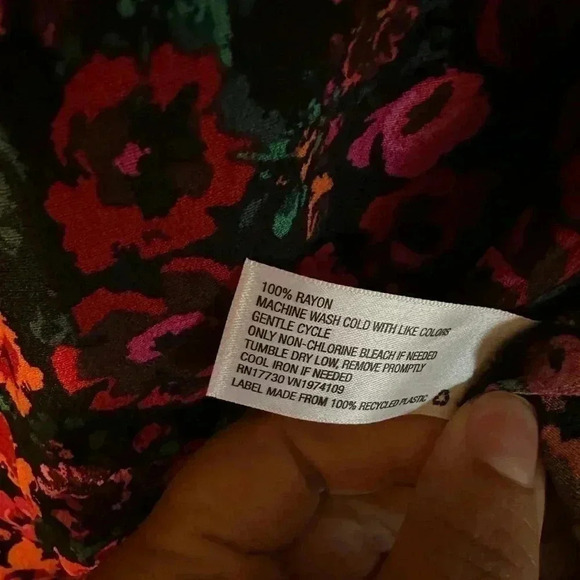 100% RAYON
MACHINE WASH COLD WITH LIKE COLORS
GENTLE CYCLE
ONLY NON-CHLORINE BLEACH IF NEEDED
TUMBLE DRY LOW, REMOVE PROMPTLY
COOL IRON IF NEEDED
RN17730 VN1974109
LABEL MADE FROM 100% RECYCLED PLASTIC